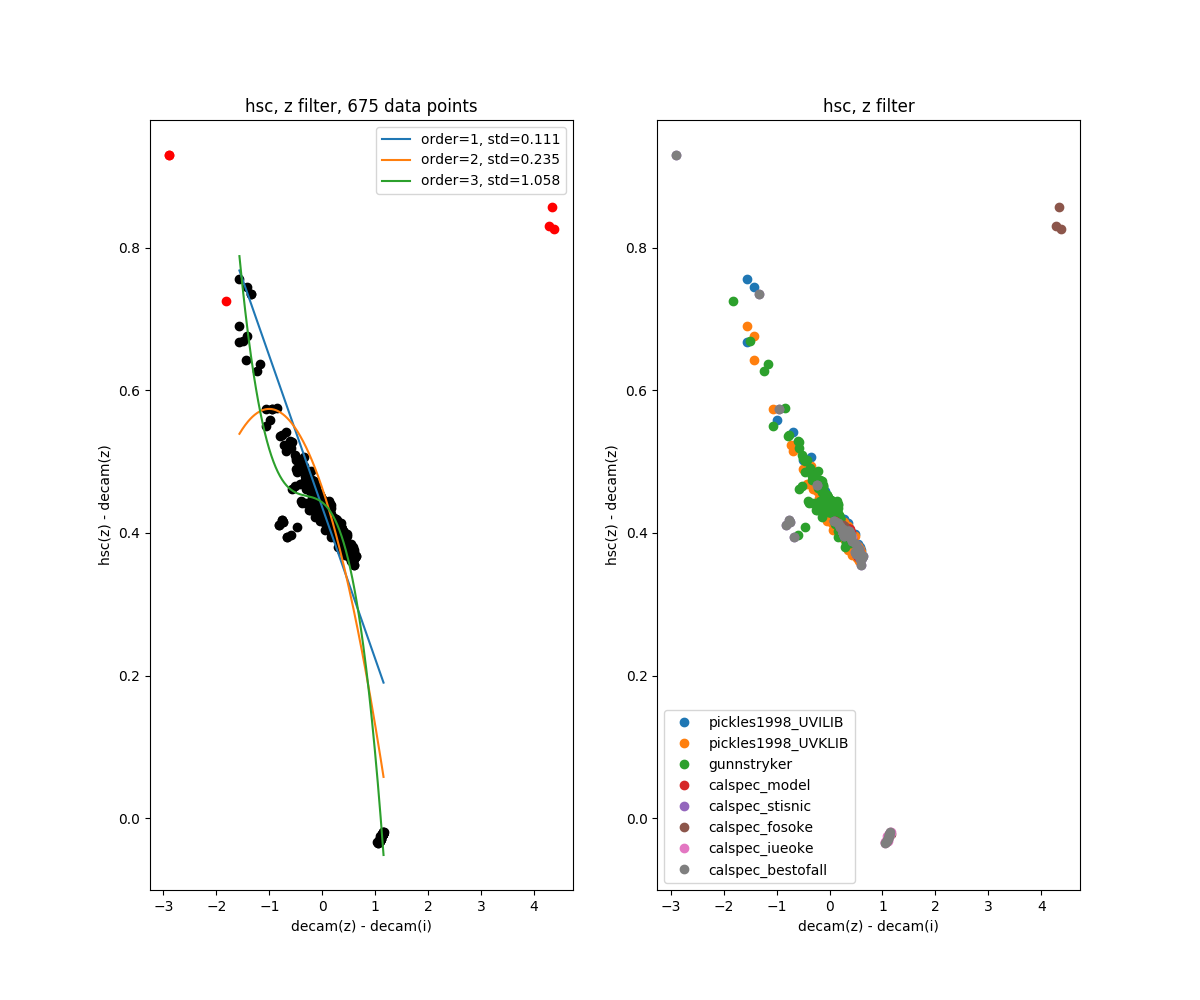 hsc, z filter, 675 data points
order=1, std=0.111
order=2, std=0.235
order=3, std=1.058
hsc(z) - decam(z)
0.8
0.6
0.4
0.2
0.0
−3 −2 −1 0 1 2 3 4
decam(z) - decam(i)
hsc, z filter
hsc(z) - decam(z)
0.8
0.6
0.4
0.2
0.0
pickles1998_UVILIB
pickles1998_UVKLIB
gunnstryker
calspec_model
calspec_stisnic
calspec_fosoke
calspec_iueoke
calspec_bestofall
−3 −2 −1 0 1 2 3 4
decam(z) - decam(i)